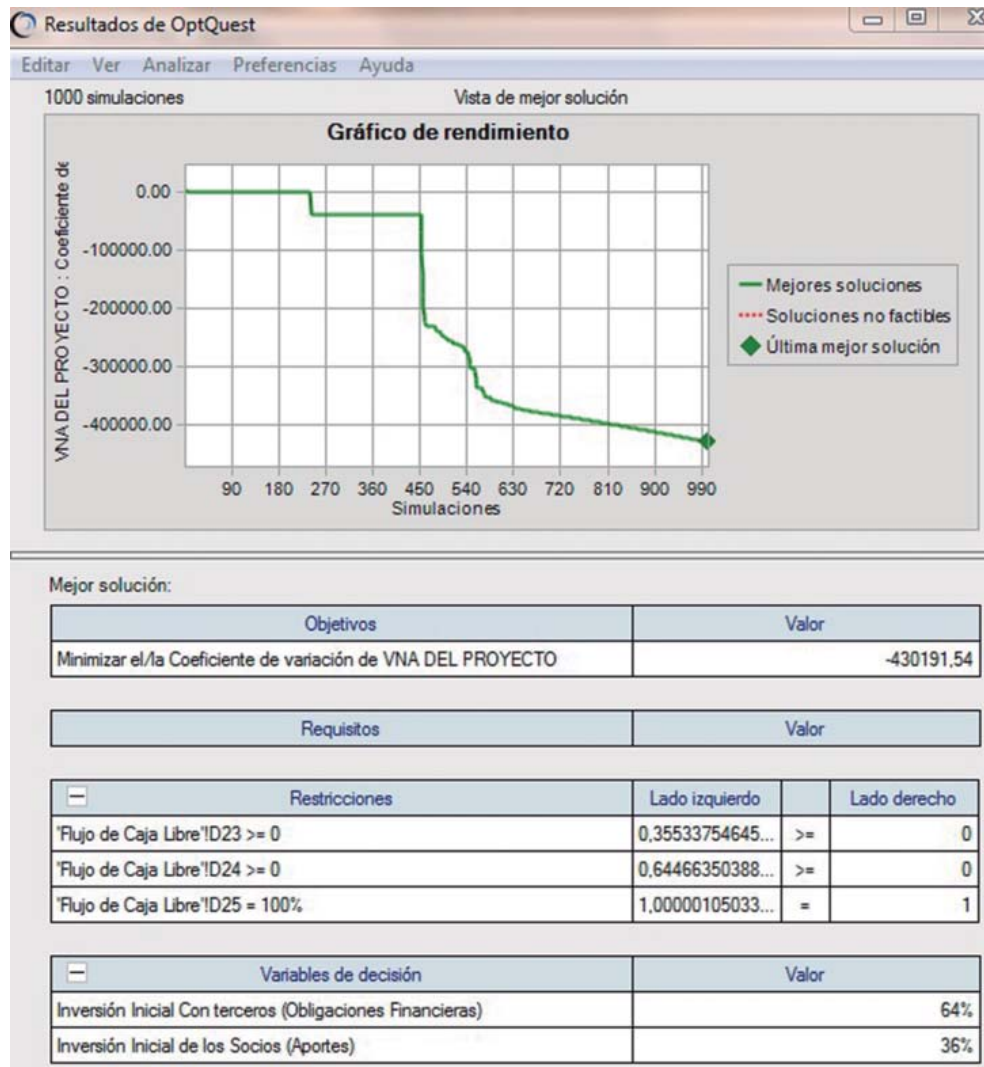 Resultados de OptQuest
Editar Ver Analizar Preferencias Ayuda
1000 simulaciones Vista de mejor solución
Gráfico de rendimiento
VNA DEL PROYECTO : Coeficiente de
0.00
-100000.00
-200000.00
-300000.00
-400000.00
90 180 270 360 450 540 630 720 810 900 990
Simulaciones
Mejores soluciones
Soluciones no factibles
Última mejor solución
Mejor solución:
Objetivos Valor
Minimizar el/la Coeficiente de variación de VNA DEL PROYECTO -430191,54
Requisitos Valor
Restricciones Lado izquierdo Lado derecho
'Flujo de Caja Libre'!D23 >= 0 0,35533754645... >= 0
'Flujo de Caja Libre'!D24 >= 0 0,64466350388... >= 0
'Flujo de Caja Libre'!D25 = 100% 1,00000105033... = 1
Variables de decisión Valor
Inversión Inicial Con terceros (Obligaciones Financieras) 64%
Inversión Inicial de los Socios (Aportes) 36%